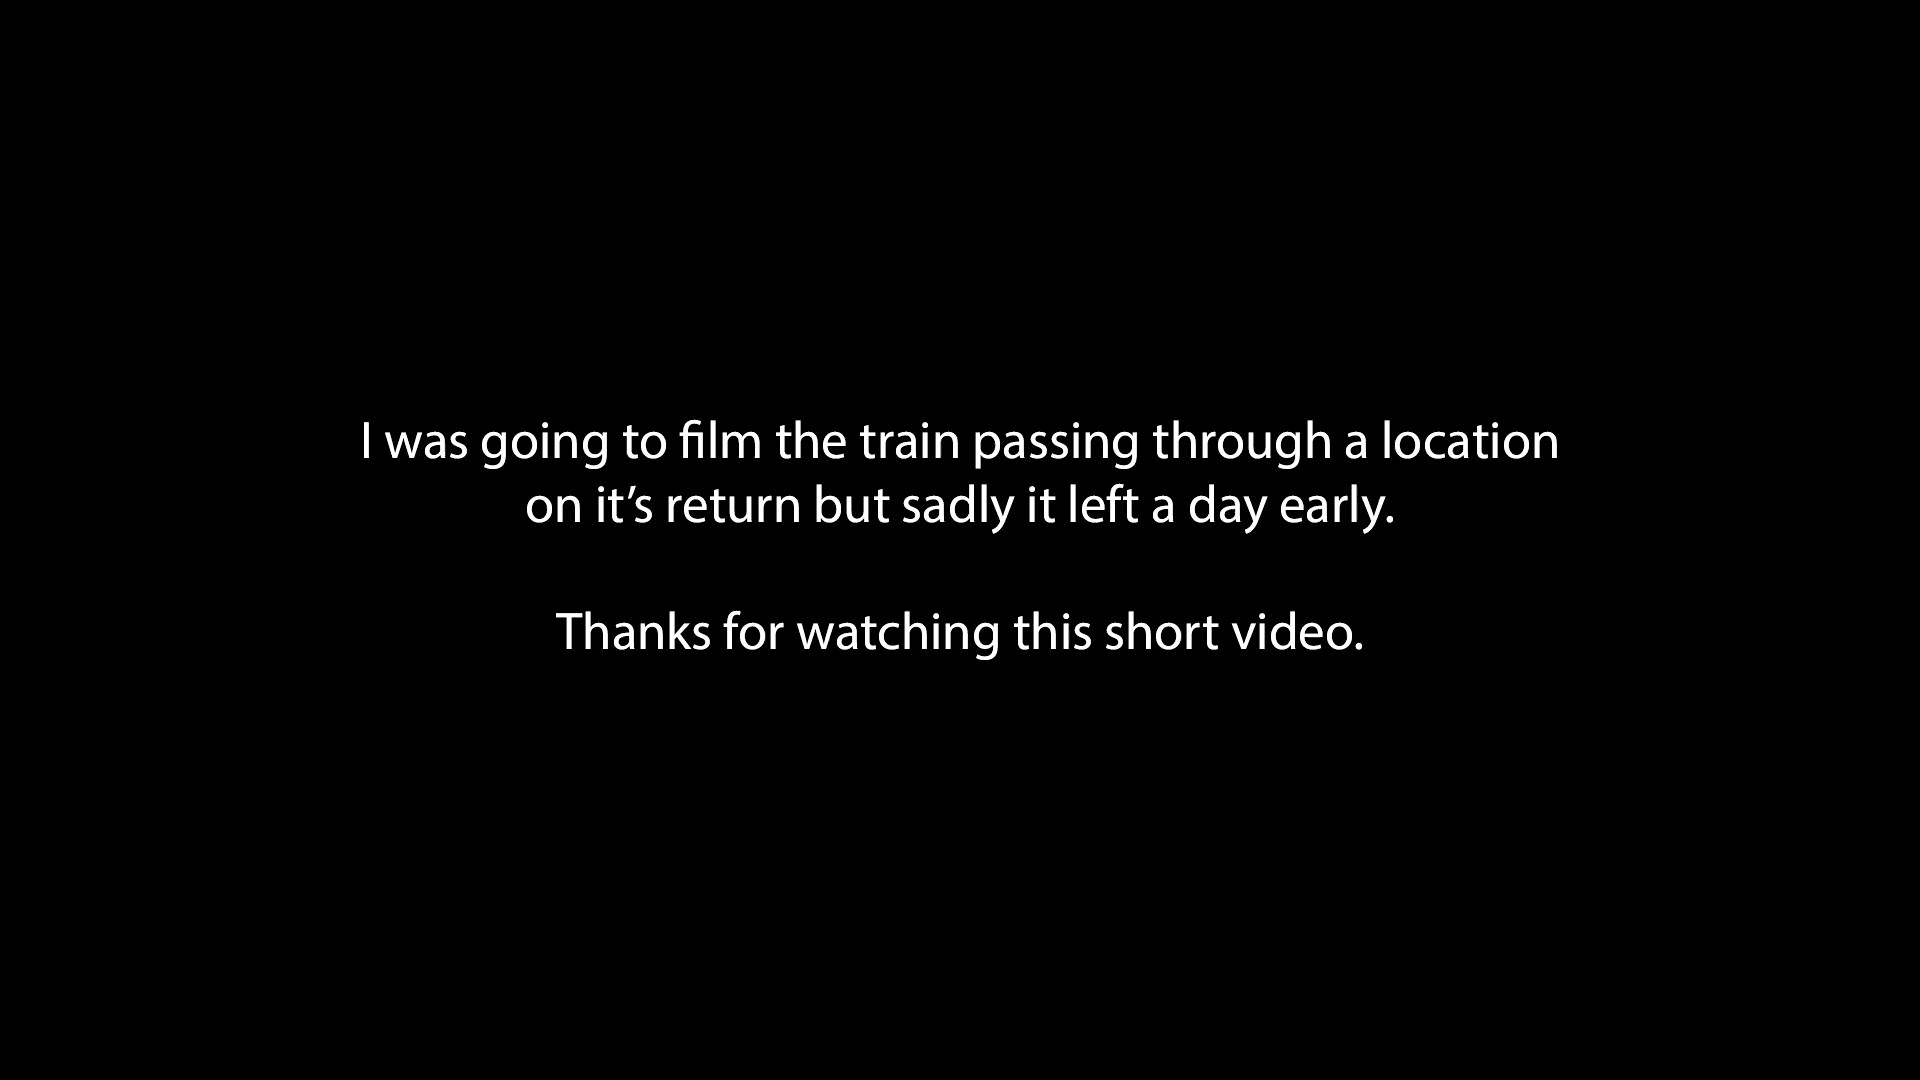 I was going to film the train passing through a location
on it’s return but sadly it left a day early.
Thanks for watching this short video.